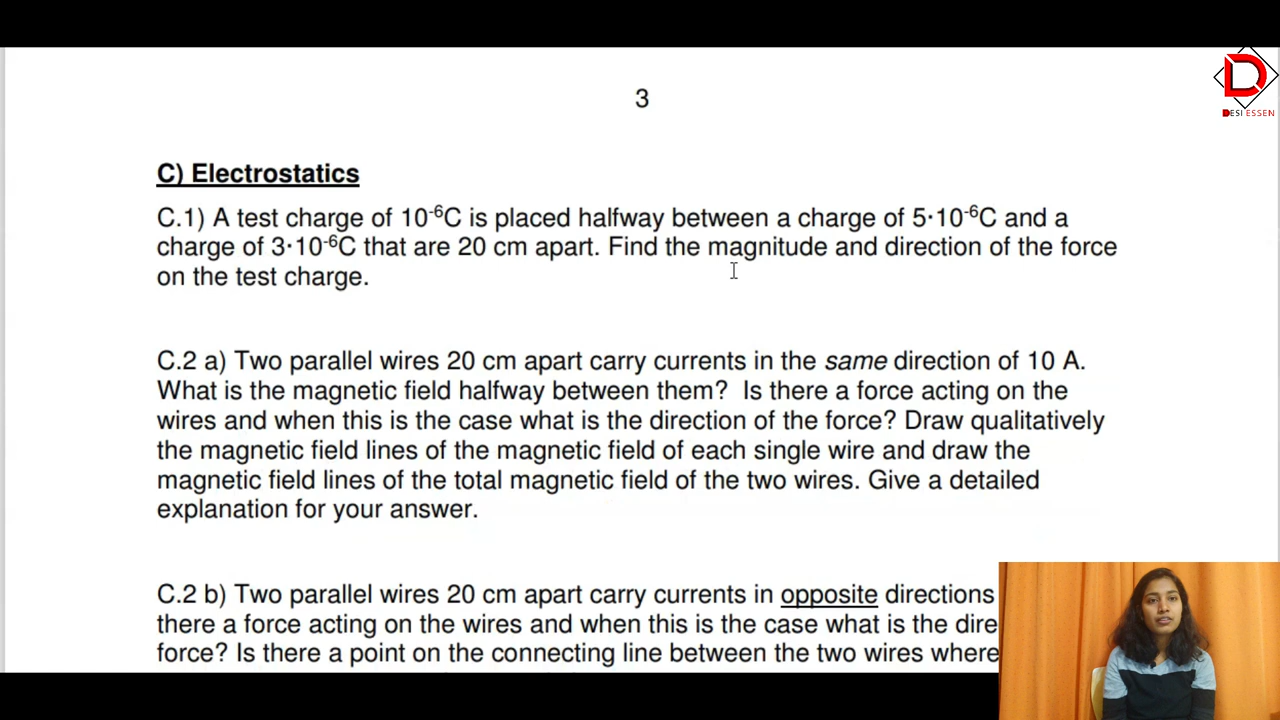 3
DESI ESSEN
C) Electrostatics
C.1) A test charge of 10⁻⁶C is placed halfway between a charge of 5·10⁻⁶C and a
charge of 3·10⁻⁶C that are 20 cm apart. Find the magnitude and direction of the force
on the test charge.
C.2 a) Two parallel wires 20 cm apart carry currents in the same direction of 10 A.
What is the magnetic field halfway between them? Is there a force acting on the
wires and when this is the case what is the direction of the force? Draw qualitatively
the magnetic field lines of the magnetic field of each single wire and draw the
magnetic field lines of the total magnetic field of the two wires. Give a detailed
explanation for your answer.
C.2 b) Two parallel wires 20 cm apart carry currents in opposite directions
there a force acting on the wires and when this is the case what is the dire
force? Is there a point on the connecting line between the two wires where